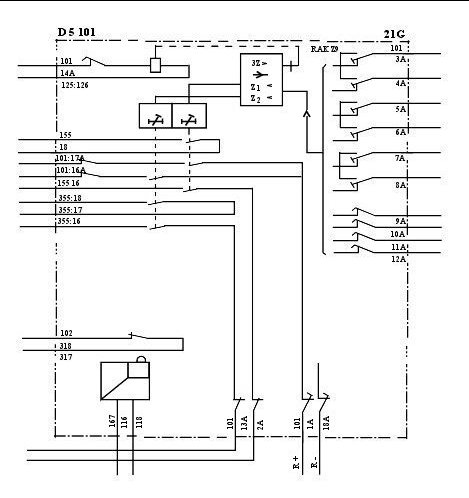 D 5 101 21G
RAK Z9 101
101 3Z > 3A
14A 4A
125:126 Z 1
Z 2
5A
6A
155
18
101:17A 7A
101:16A
155 16 8A
355:18
355:17
355:16 9A
10A
11A
12A
102
318
317
167 116 118 101 13A 2A 101 1A 18A
R + R -